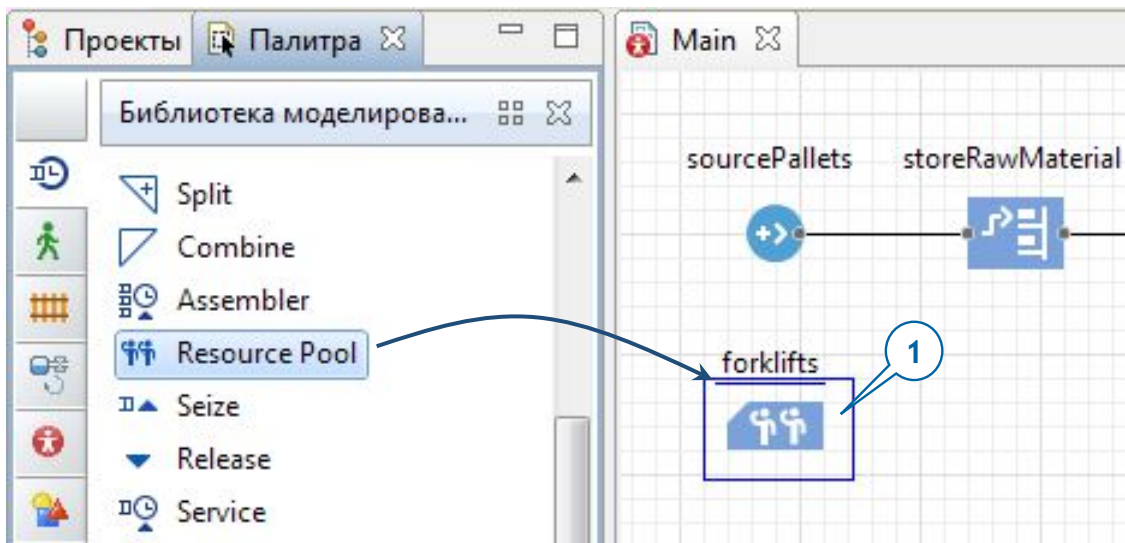 Проекты
Палитра
Main
Библиотека моделирова...
Split
Combine
Assembler
Resource Pool
Seize
Release
Service
sourcePallets
storeRawMaterial
forklifts
1